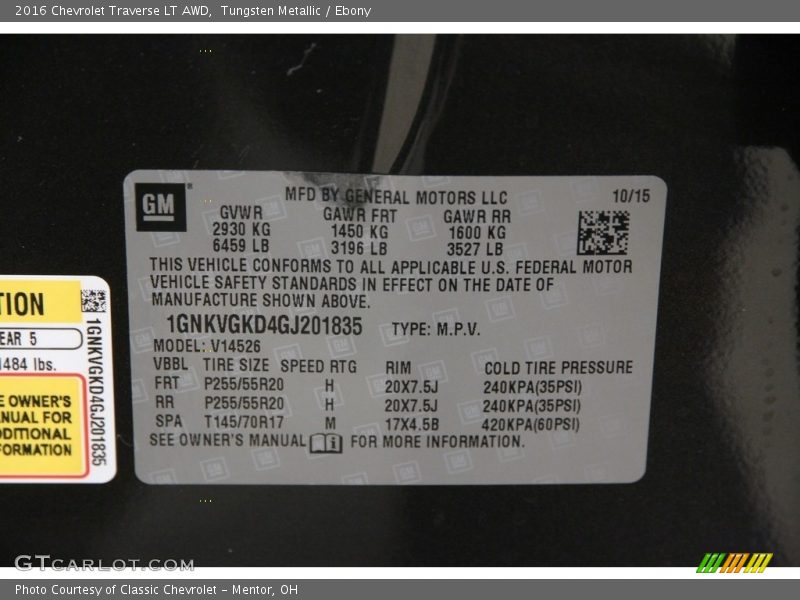 2016 Chevrolet Traverse LT AWD,  Tungsten Metallic / Ebony
GM
MFD BY GENERAL MOTORS LLC
10/15
GVWR GAWR FRT GAWR RR
2930 KG 1450 KG 1600 KG
6459 LB 3196 LB 3527 LB
THIS VEHICLE CONFORMS TO ALL APPLICABLE U.S. FEDERAL MOTOR
VEHICLE SAFETY STANDARDS IN EFFECT ON THE DATE OF
MANUFACTURE SHOWN ABOVE.
1GNKVGKD4GJ201835 TYPE: M.P.V.
MODEL: V14526
VBBL TIRE SIZE SPEED RTG RIM COLD TIRE PRESSURE
FRT P255/55R20 H 20X7.5J 240KPA(35PSI)
RR P255/55R20 H 20X7.5J 240KPA(35PSI)
SPA T145/70R17 M 17X4.5B 420KPA(60PSI)
SEE OWNER'S MANUAL FOR MORE INFORMATION.
TION
EAR 5
1484 lbs.
E OWNER'S
ANUAL FOR
DDITIONAL
FORMATION
1GNKVGKD4GJ201835
GTCARLOT.COM
Photo Courtesy of Classic Chevrolet - Mentor, OH